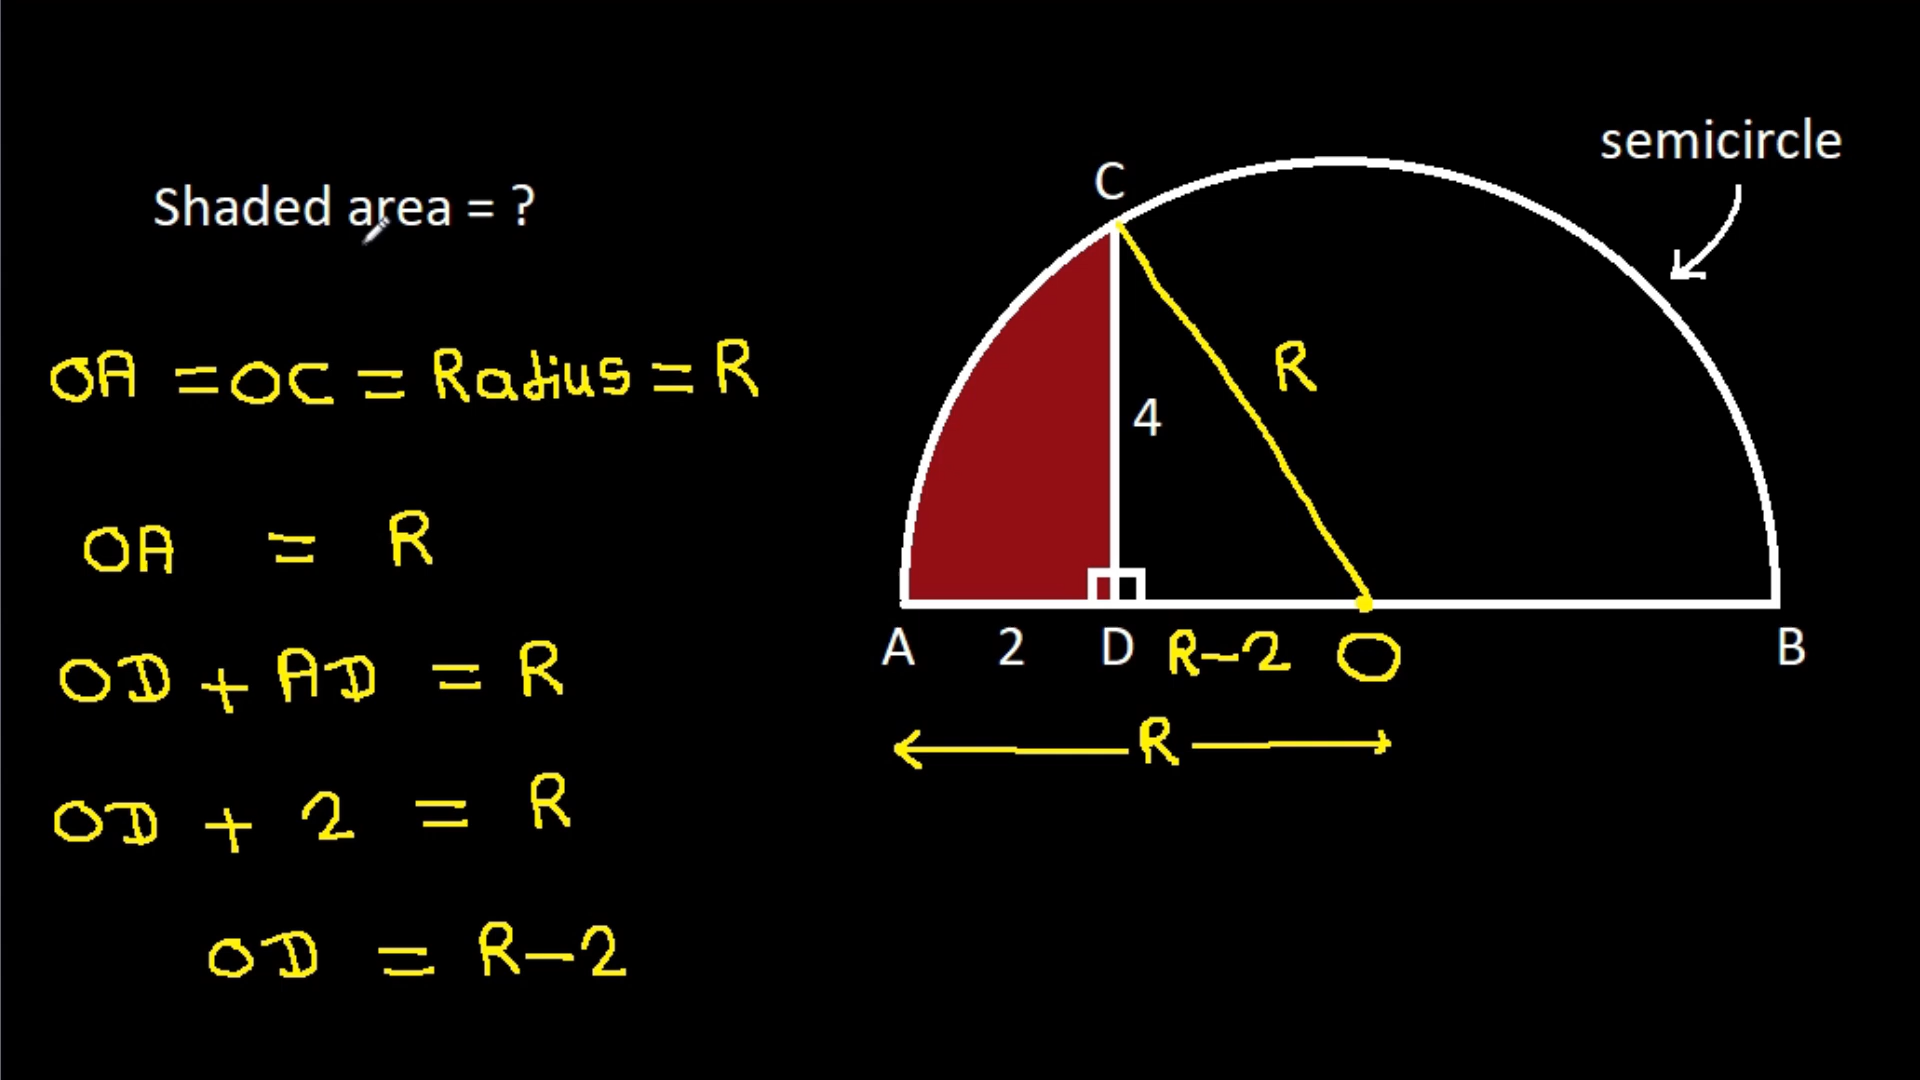 semicircle
C
Shaded area = ?
OA = OC = Radius = R
R
4
OA = R
A 2 D R-2 O B
OD + AD = R
R
OD + 2 = R
OD = R-2